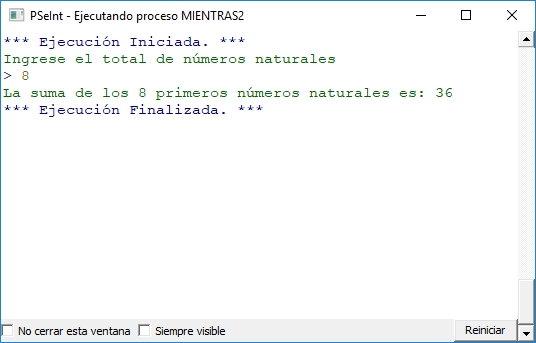 PSeInt - Ejecutando proceso MIENTRAS2
*** Ejecución Iniciada. ***
Ingrese el total de números naturales
> 8
La suma de los 8 primeros números naturales es: 36
*** Ejecución Finalizada. ***
No cerrar esta ventana Siempre visible Reiniciar